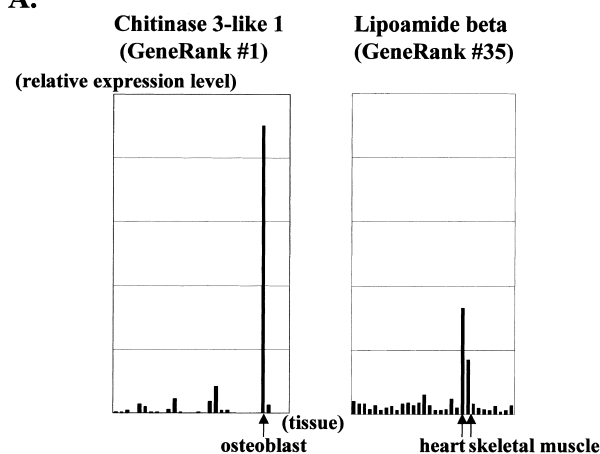 A.
Chitinase 3-like 1
(GeneRank #1)
Lipoamide beta
(GeneRank #35)
(relative expression level)
(tissue)
osteoblast
heart skeletal muscle